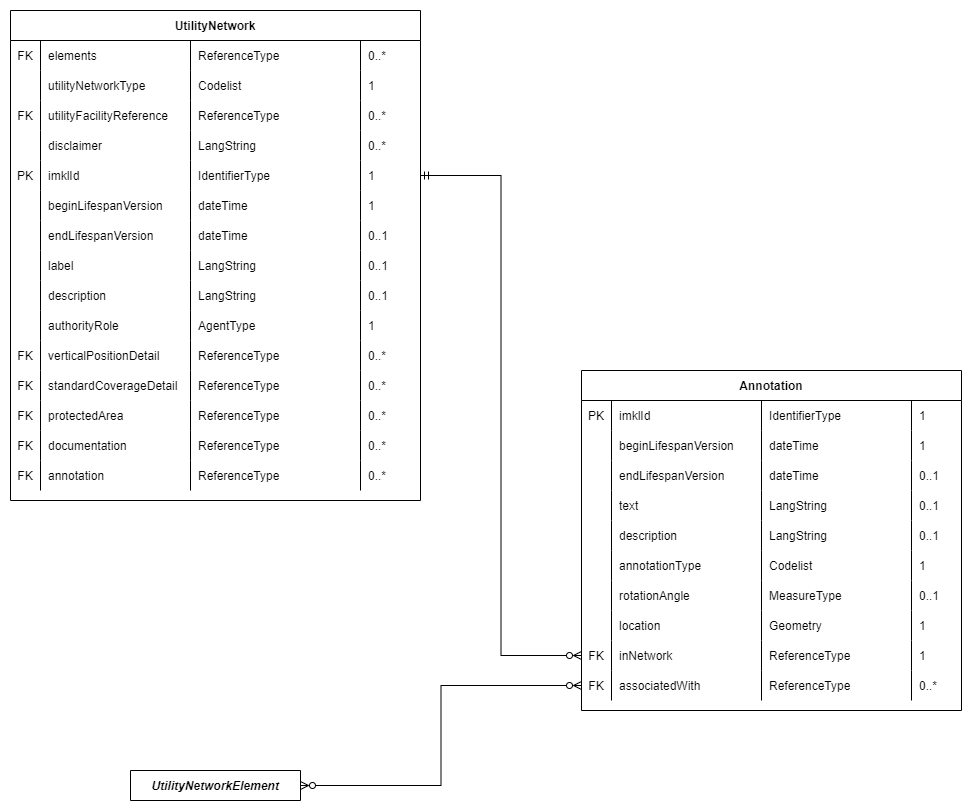 UtilityNetwork
FK elements ReferenceType 0..*
utilityNetworkType Codelist 1
FK utilityFacilityReference ReferenceType 0..*
disclaimer LangString 0..*
PK imklId IdentifierType 1
beginLifespanVersion dateTime 1
endLifespanVersion dateTime 0..1
label LangString 0..1
description LangString 0..1
authorityRole AgentType 1
FK verticalPositionDetail ReferenceType 0..*
FK standardCoverageDetail ReferenceType 0..*
FK protectedArea ReferenceType 0..*
FK documentation ReferenceType 0..*
FK annotation ReferenceType 0..*
Annotation
PK imklId IdentifierType 1
beginLifespanVersion dateTime 1
endLifespanVersion dateTime 0..1
text LangString 0..1
description LangString 0..1
annotationType Codelist 1
rotationAngle MeasureType 0..1
location Geometry 1
FK inNetwork ReferenceType 1
FK associatedWith ReferenceType 0..*
UtilityNetworkElement